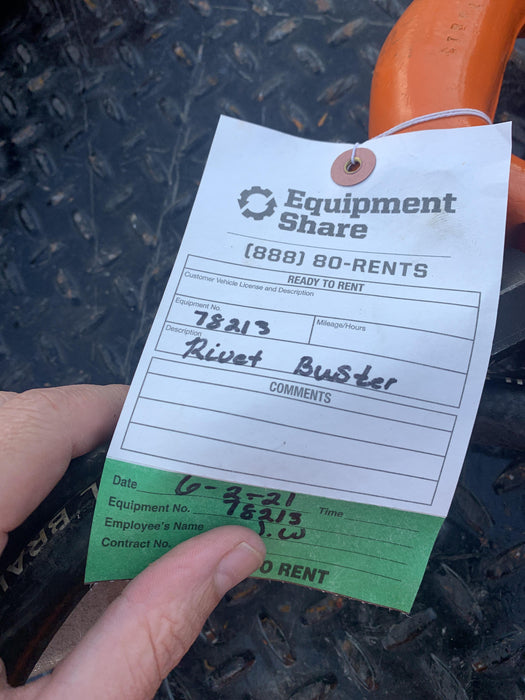 Equipment
Share
(888) 80-RENTS
READY TO RENT
Customer Vehicle License and Description
Equipment No. Mileage/Hours
78213
Description
Rivet Buster
COMMENTS
Date 6-2-21 Time
Equipment No. 78213
Employee's Name J.W
Contract No.
O RENT